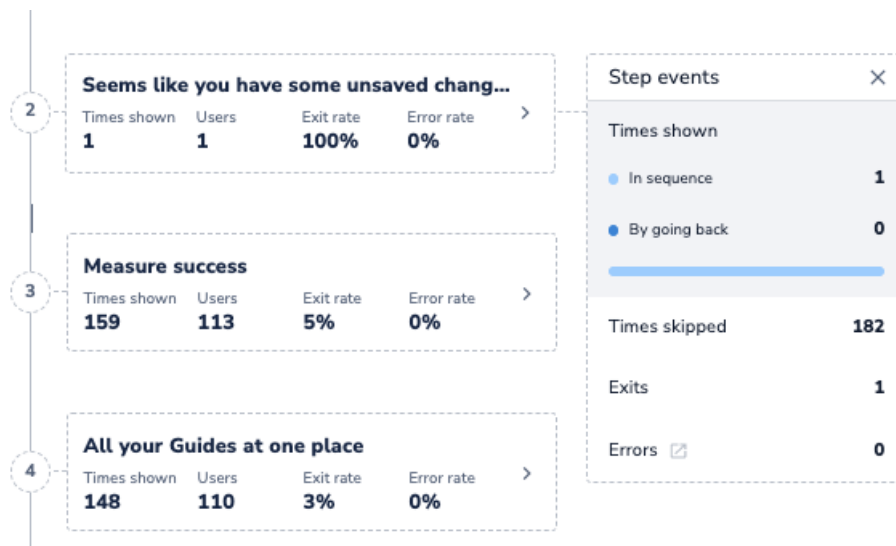 2
Seems like you have some unsaved chang...
Times shown Users Exit rate Error rate
1 1 100% 0%
3
Measure success
Times shown Users Exit rate Error rate
159 113 5% 0%
4
All your Guides at one place
Times shown Users Exit rate Error rate
148 110 3% 0%
Step events
Times shown
In sequence 1
By going back 0
Times skipped 182
Exits 1
Errors 0